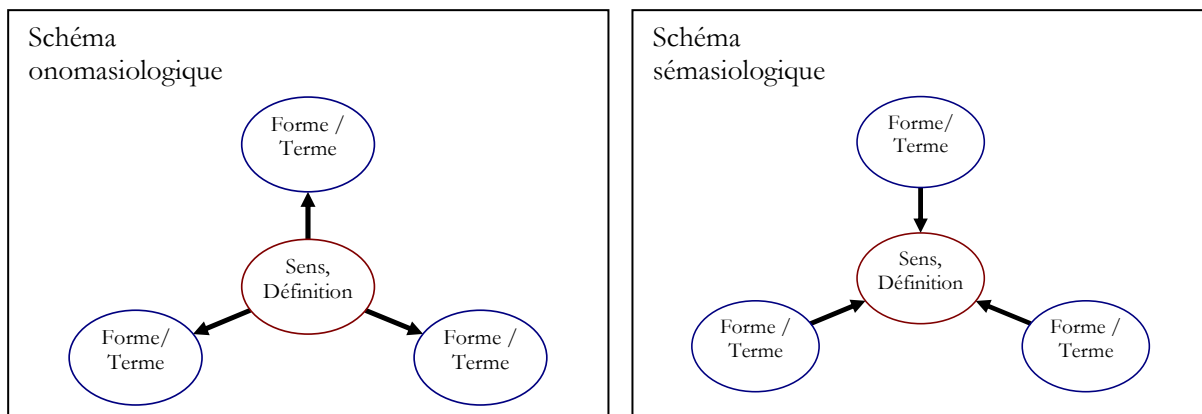 Schéma
onomasiologique
Forme /
Terme
Sens,
Définition
Forme/
Terme
Forme /
Terme
Schéma
sémasiologique
Forme/
Terme
Sens,
Définition
Forme /
Terme
Forme /
Terme